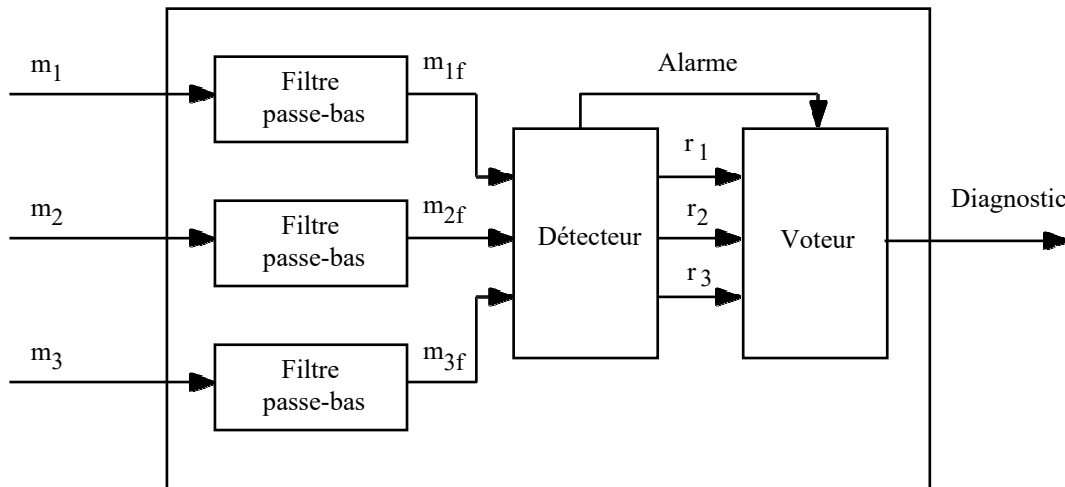 m1
Filtre
passe-bas
m1f
Alarme
r1
m2
Filtre
passe-bas
m2f
Détecteur
r2
Voteur
Diagnostic
r3
m3
Filtre
passe-bas
m3f